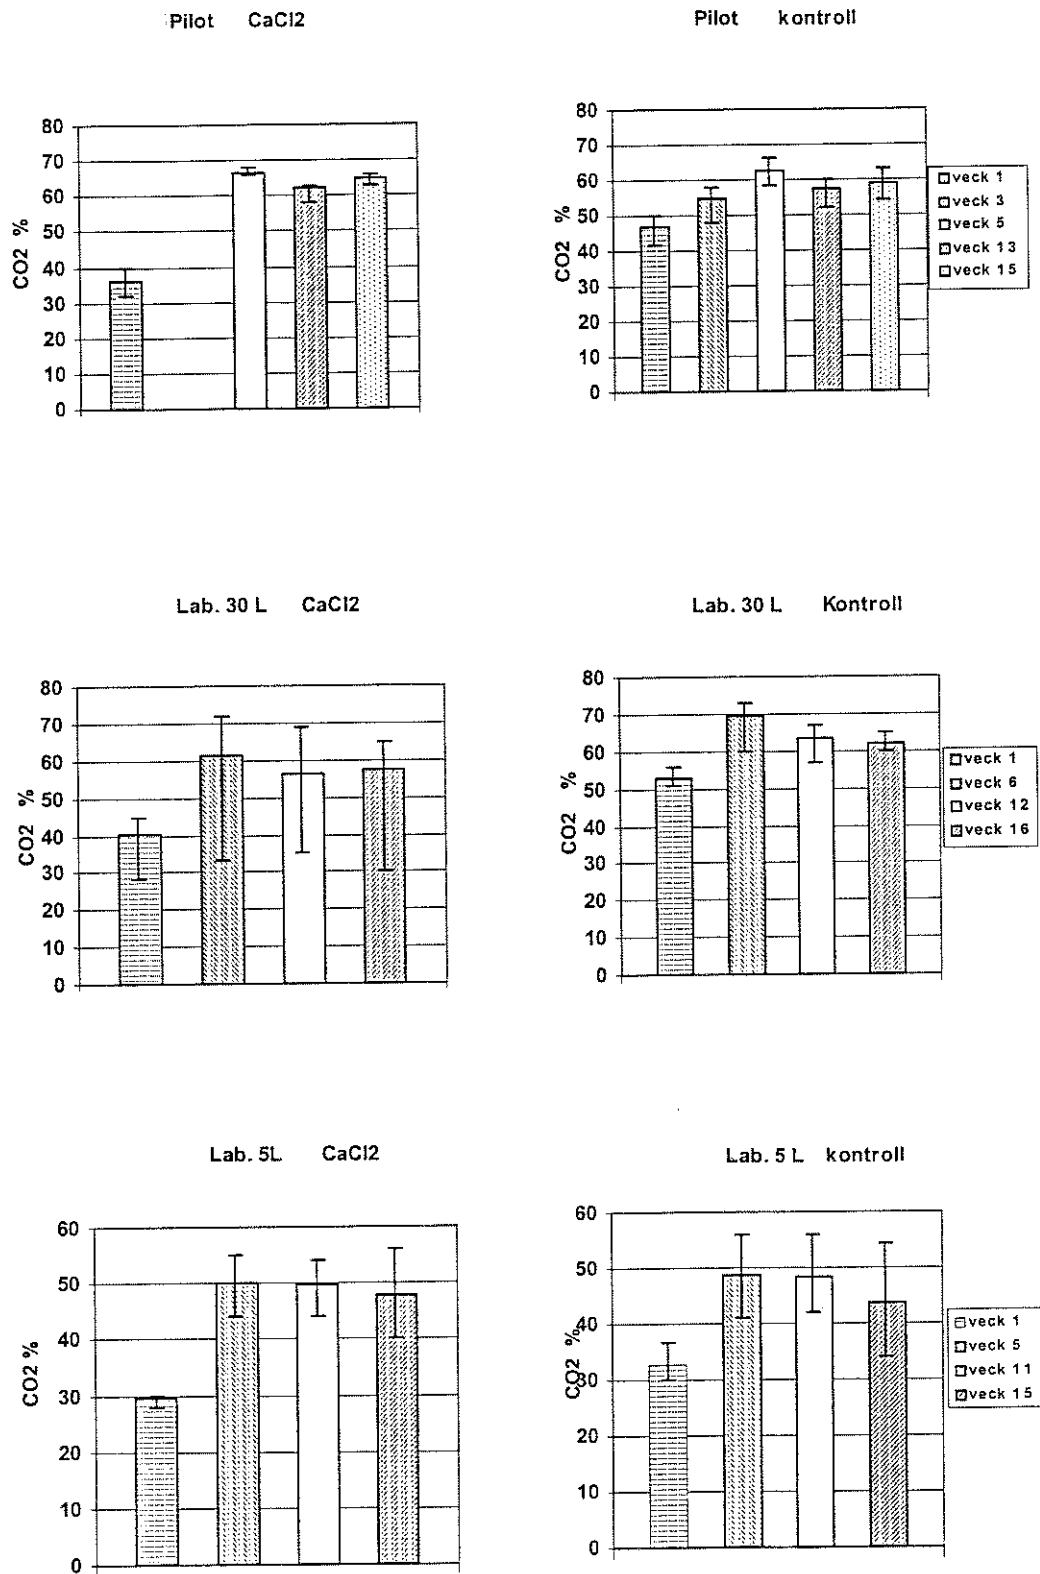 Pilot CaCl2
Pilot kontroll
CO2 %
80
70
60
50
40
30
20
10
0
CO2 %
80
70
60
50
40
30
20
10
0
veck 1
veck 3
veck 5
veck 13
veck 15
Lab. 30 L CaCl2
Lab. 30 L Kontroll
CO2 %
80
70
60
50
40
30
20
10
0
CO2 %
80
70
60
50
40
30
20
10
0
veck 1
veck 6
veck 12
veck 16
Lab. 5L CaCl2
Lab. 5 L kontroll
CO2 %
60
50
40
30
20
10
0
CO2 %
60
50
40
30
20
10
0
veck 1
veck 5
veck 11
veck 15